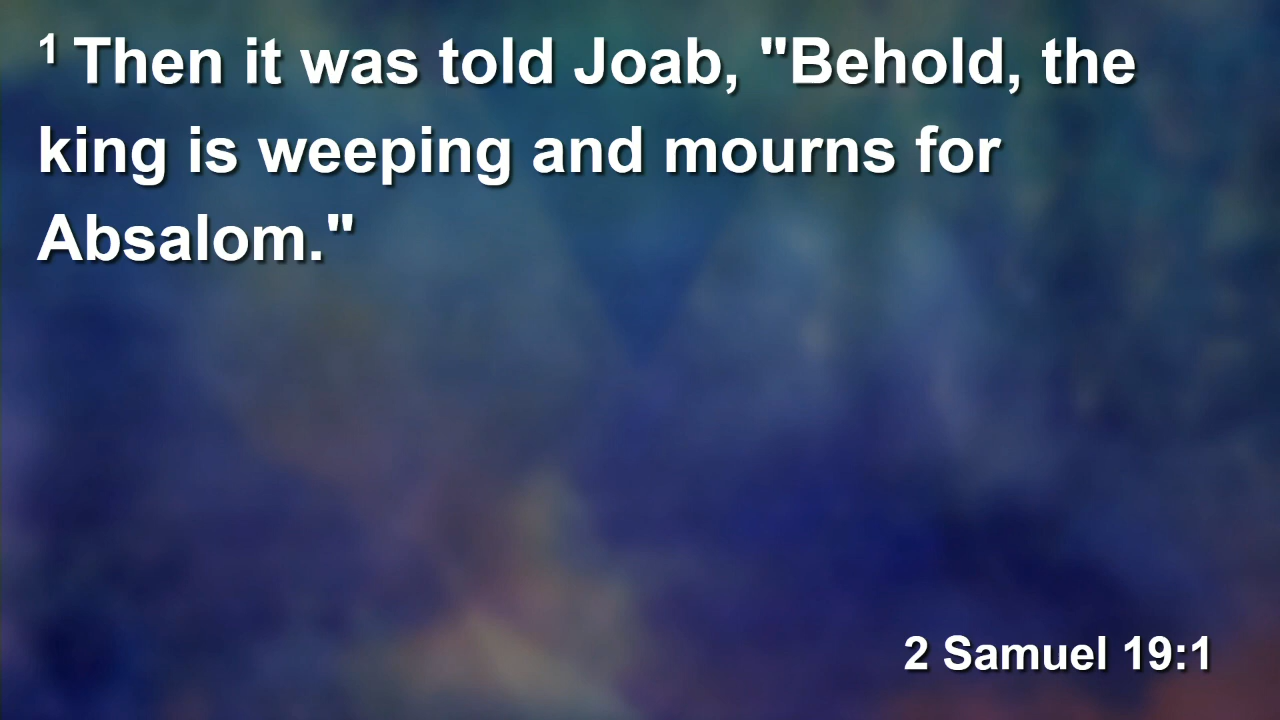 1 Then it was told Joab, "Behold, the
king is weeping and mourns for
Absalom."
2 Samuel 19:1